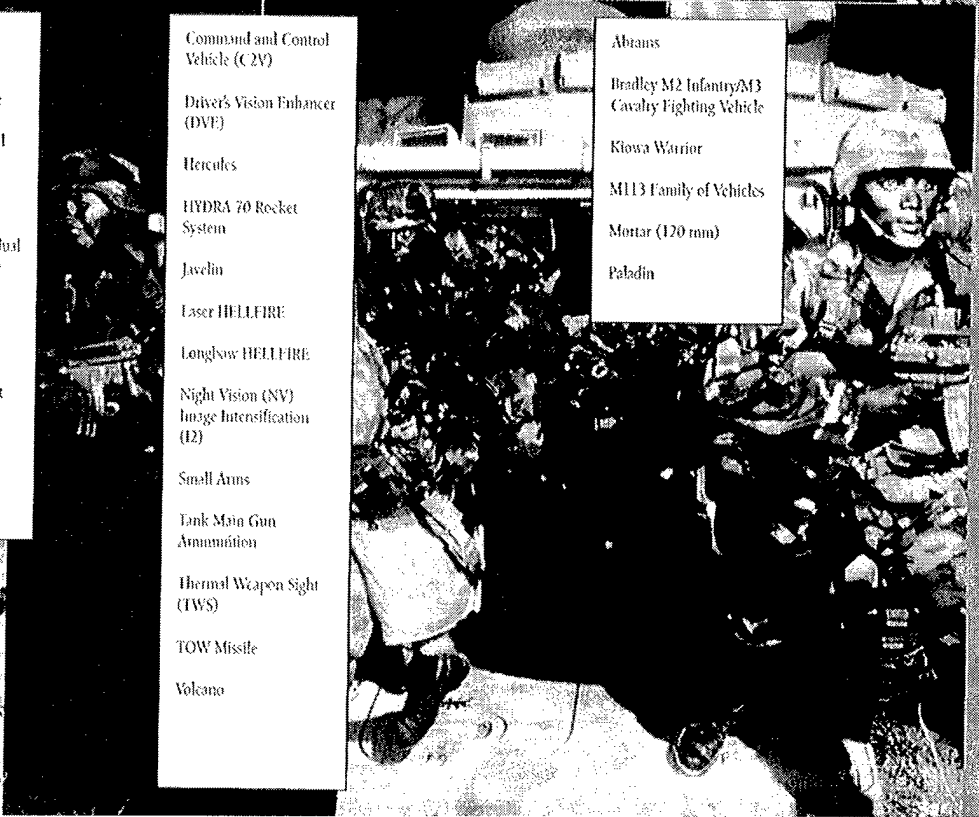 Command and Control
Vehicle (C2V)
Driver's Vision Enhancer
(DVE)
Hercules
HYDRA 70 Rocket
System
Javelin
Laser HELLFIRE
Longbow HELLFIRE
Night Vision (NV)
Image Intensification
(I2)
Small Arms
Tank Main Gun
Ammunition
Thermal Weapon Sight
(TWS)
TOW Missile
Volcano
Abrams
Bradley M2 Infantry/M3
Cavalry Fighting Vehicle
Kiowa Warrior
M113 Family of Vehicles
Mortar (120 mm)
Paladin